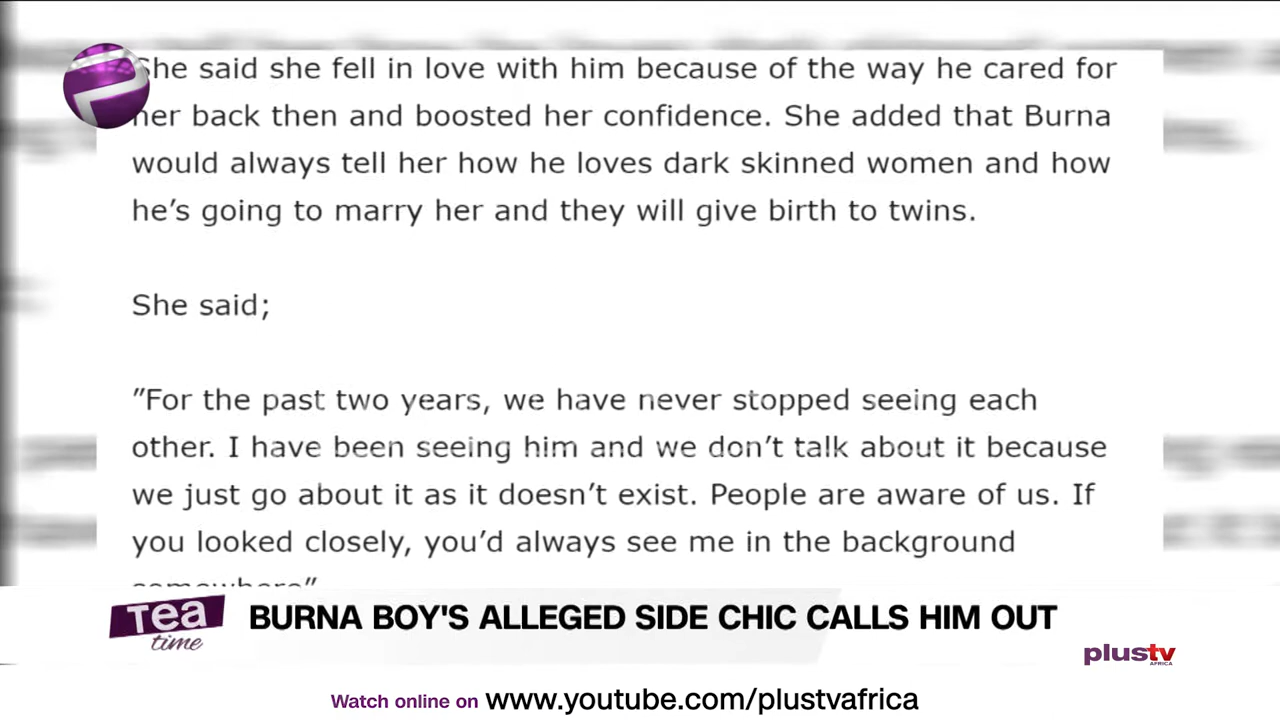 She said she fell in love with him because of the way he cared for
her back then and boosted her confidence. She added that Burna
would always tell her how he loves dark skinned women and how
he's going to marry her and they will give birth to twins.
She said;
"For the past two years, we have never stopped seeing each
other. I have been seeing him and we don't talk about it because
we just go about it as it doesn't exist. People are aware of us. If
you looked closely, you'd always see me in the background
somewhere"
Tea
time
BURNA BOY'S ALLEGED SIDE CHIC CALLS HIM OUT
plustv
AFRICA
Watch online on www.youtube.com/plustvafrica